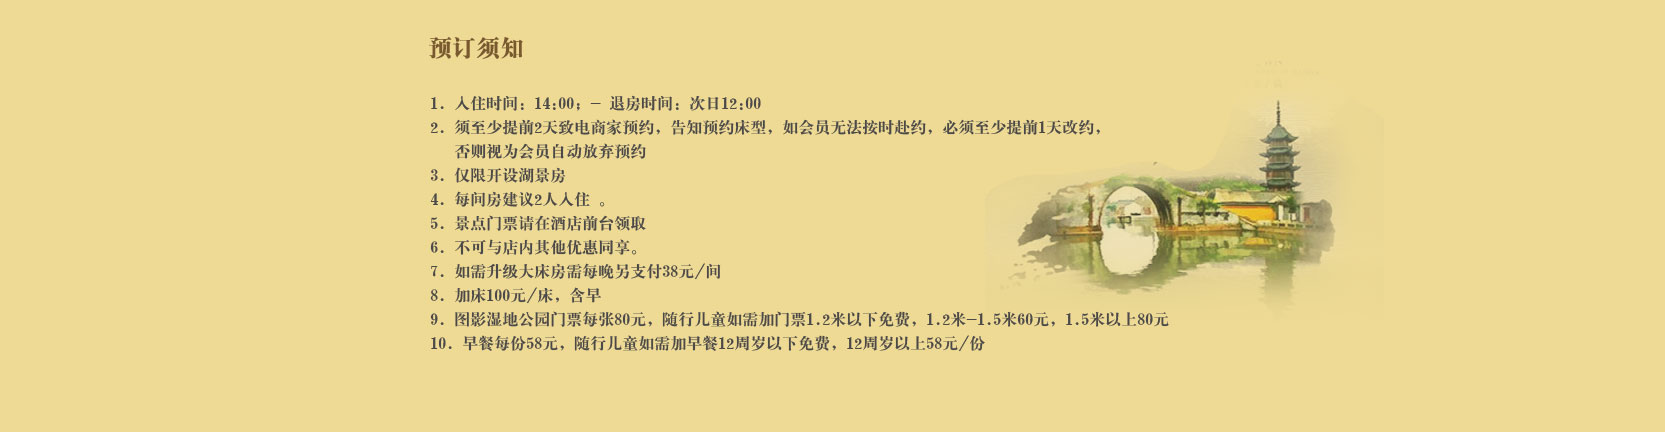 预订须知
1. 入住时间：14:00；- 退房时间：次日12:00
2. 须至少提前2天致电商家预约，告知预约床型，如会员无法按时赴约，必须至少提前1天改约，
否则视为会员自动放弃预约
3. 仅限开设湖景房
4. 每间房建议2人入住 。
5. 景点门票请在酒店前台领取
6. 不可与店内其他优惠同享。
7. 如需升级大床房需每晚另支付38元/间
8. 加床100元/床，含早
9. 图影湿地公园门票每张80元，随行儿童如需加门票1.2米以下免费，1.2米-1.5米60元，1.5米以上80元
10. 早餐每份58元，随行儿童如需加早餐12周岁以下免费，12周岁以上58元/份